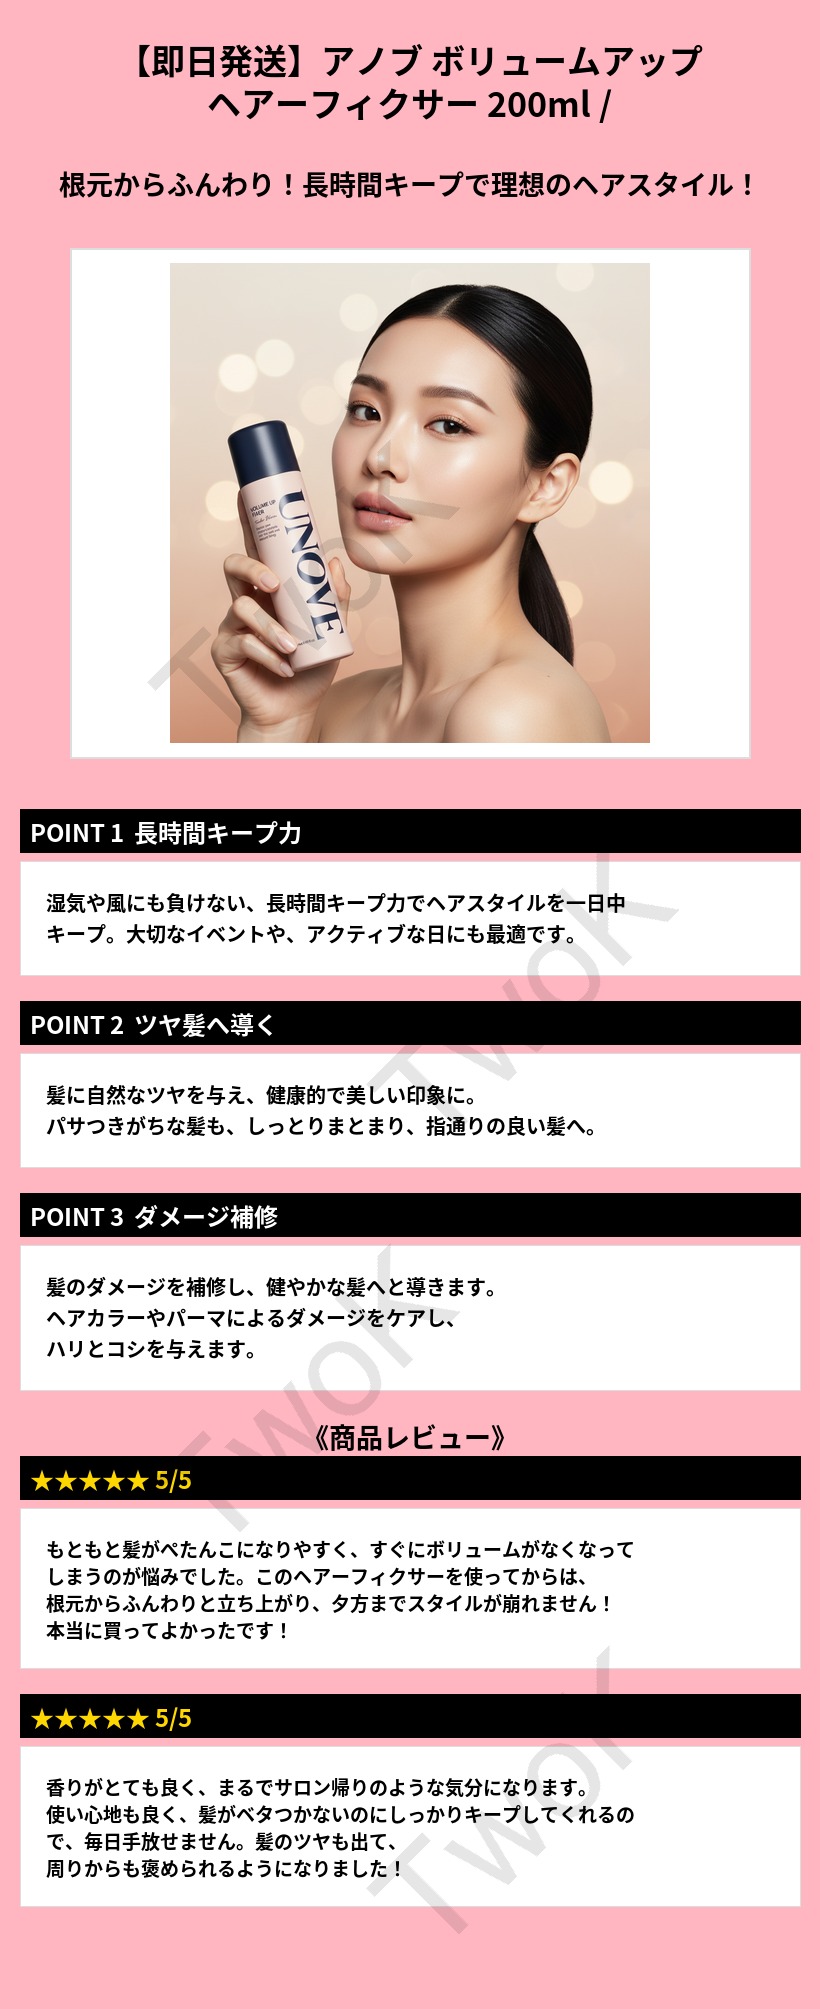 【即日発送】アノブ ボリュームアップ
ヘアーフィクサー 200ml /
根元からふんわり！長時間キープで理想のヘアスタイル！
VOLUME UP
FIXER
UNOVE
TwoK
POINT 1 長時間キープ力
湿気や風にも負けない、長時間キープ力でヘアスタイルを一日中
キープ。大切なイベントや、アクティブな日にも最適です。
TwoK
POINT 2 ツヤ髪へ導く
髪に自然なツヤを与え、健康的で美しい印象に。
パサつきがちな髪も、しっとりまとまり、指通りの良い髪へ。
POINT 3 ダメージ補修
髪のダメージを補修し、健やかな髪へと導きます。
ヘアカラーやパーマによるダメージをケアし、
ハリとコシを与えます。
TwoK
《商品レビュー》
★★★★★ 5/5
もともと髪がぺたんこになりやすく、すぐにボリュームがなくなって
しまうのが悩みでした。このヘアーフィクサーを使ってからは、
根元からふんわりと立ち上がり、夕方までスタイルが崩れません！
本当に買ってよかったです！
★★★★★ 5/5
香りがとても良く、まるでサロン帰りのような気分になります。
使い心地も良く、髪がベタつかないのにしっかりキープしてくれるの
で、毎日手放せません。髪のツヤも出て、
周りからも褒められるようになりました！
TwoK